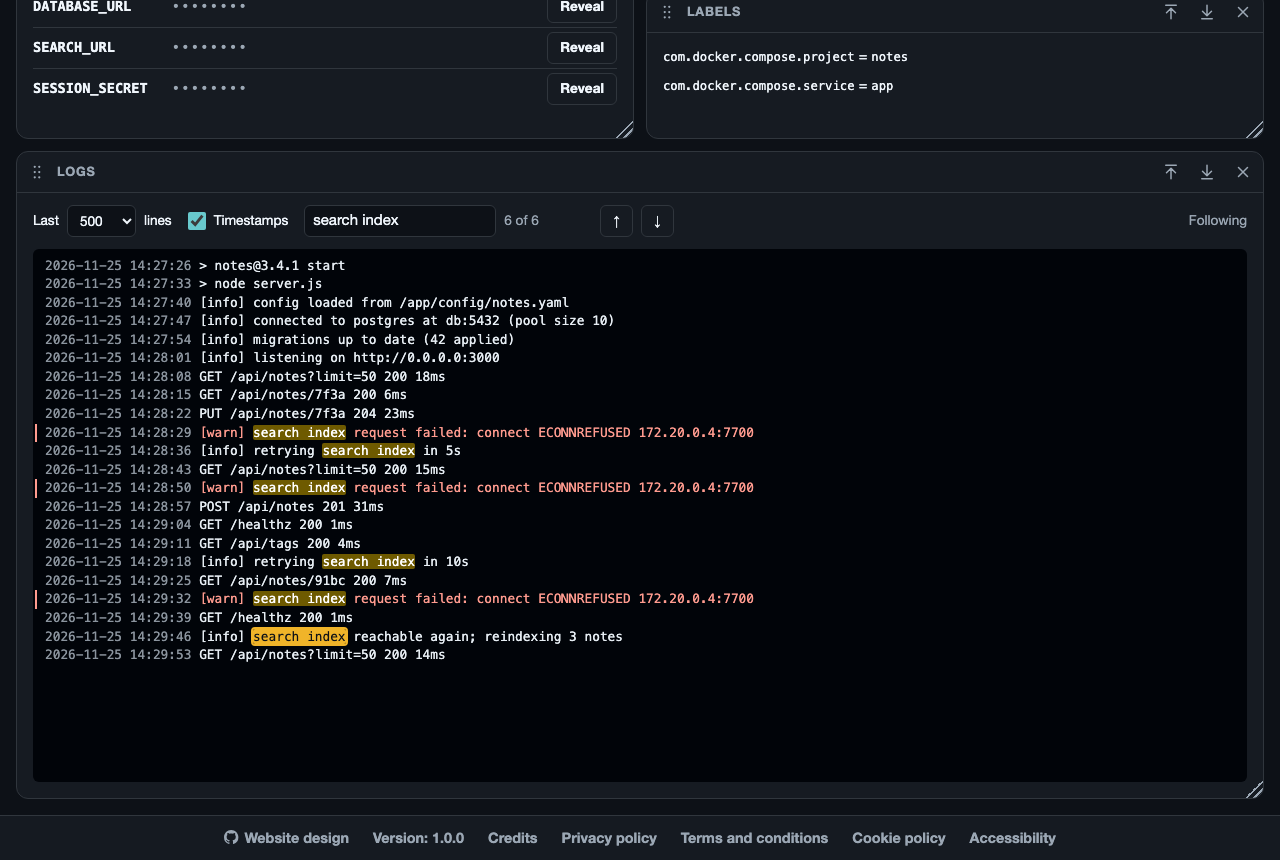 DATABASE_URL •••••••• Reveal
SEARCH_URL •••••••• Reveal
SESSION_SECRET •••••••• Reveal
LABELS
com.docker.compose.project = notes
com.docker.compose.service = app
LOGS
Last 500 lines Timestamps search index 6 of 6 ↑ ↓ Following
2026-11-25 14:27:26 > notes@3.4.1 start
2026-11-25 14:27:33 > node server.js
2026-11-25 14:27:40 [info] config loaded from /app/config/notes.yaml
2026-11-25 14:27:47 [info] connected to postgres at db:5432 (pool size 10)
2026-11-25 14:27:54 [info] migrations up to date (42 applied)
2026-11-25 14:28:01 [info] listening on http://0.0.0.0:3000
2026-11-25 14:28:08 GET /api/notes?limit=50 200 18ms
2026-11-25 14:28:15 GET /api/notes/7f3a 200 6ms
2026-11-25 14:28:22 PUT /api/notes/7f3a 204 23ms
2026-11-25 14:28:29 [warn] search index request failed: connect ECONNREFUSED 172.20.0.4:7700
2026-11-25 14:28:36 [info] retrying search index in 5s
2026-11-25 14:28:43 GET /api/notes?limit=50 200 15ms
2026-11-25 14:28:50 [warn] search index request failed: connect ECONNREFUSED 172.20.0.4:7700
2026-11-25 14:28:57 POST /api/notes 201 31ms
2026-11-25 14:29:04 GET /healthz 200 1ms
2026-11-25 14:29:11 GET /api/tags 200 4ms
2026-11-25 14:29:18 [info] retrying search index in 10s
2026-11-25 14:29:25 GET /api/notes/91bc 200 7ms
2026-11-25 14:29:32 [warn] search index request failed: connect ECONNREFUSED 172.20.0.4:7700
2026-11-25 14:29:39 GET /healthz 200 1ms
2026-11-25 14:29:46 [info] search index reachable again; reindexing 3 notes
2026-11-25 14:29:53 GET /api/notes?limit=50 200 14ms
Website design Version: 1.0.0 Credits Privacy policy Terms and conditions Cookie policy Accessibility